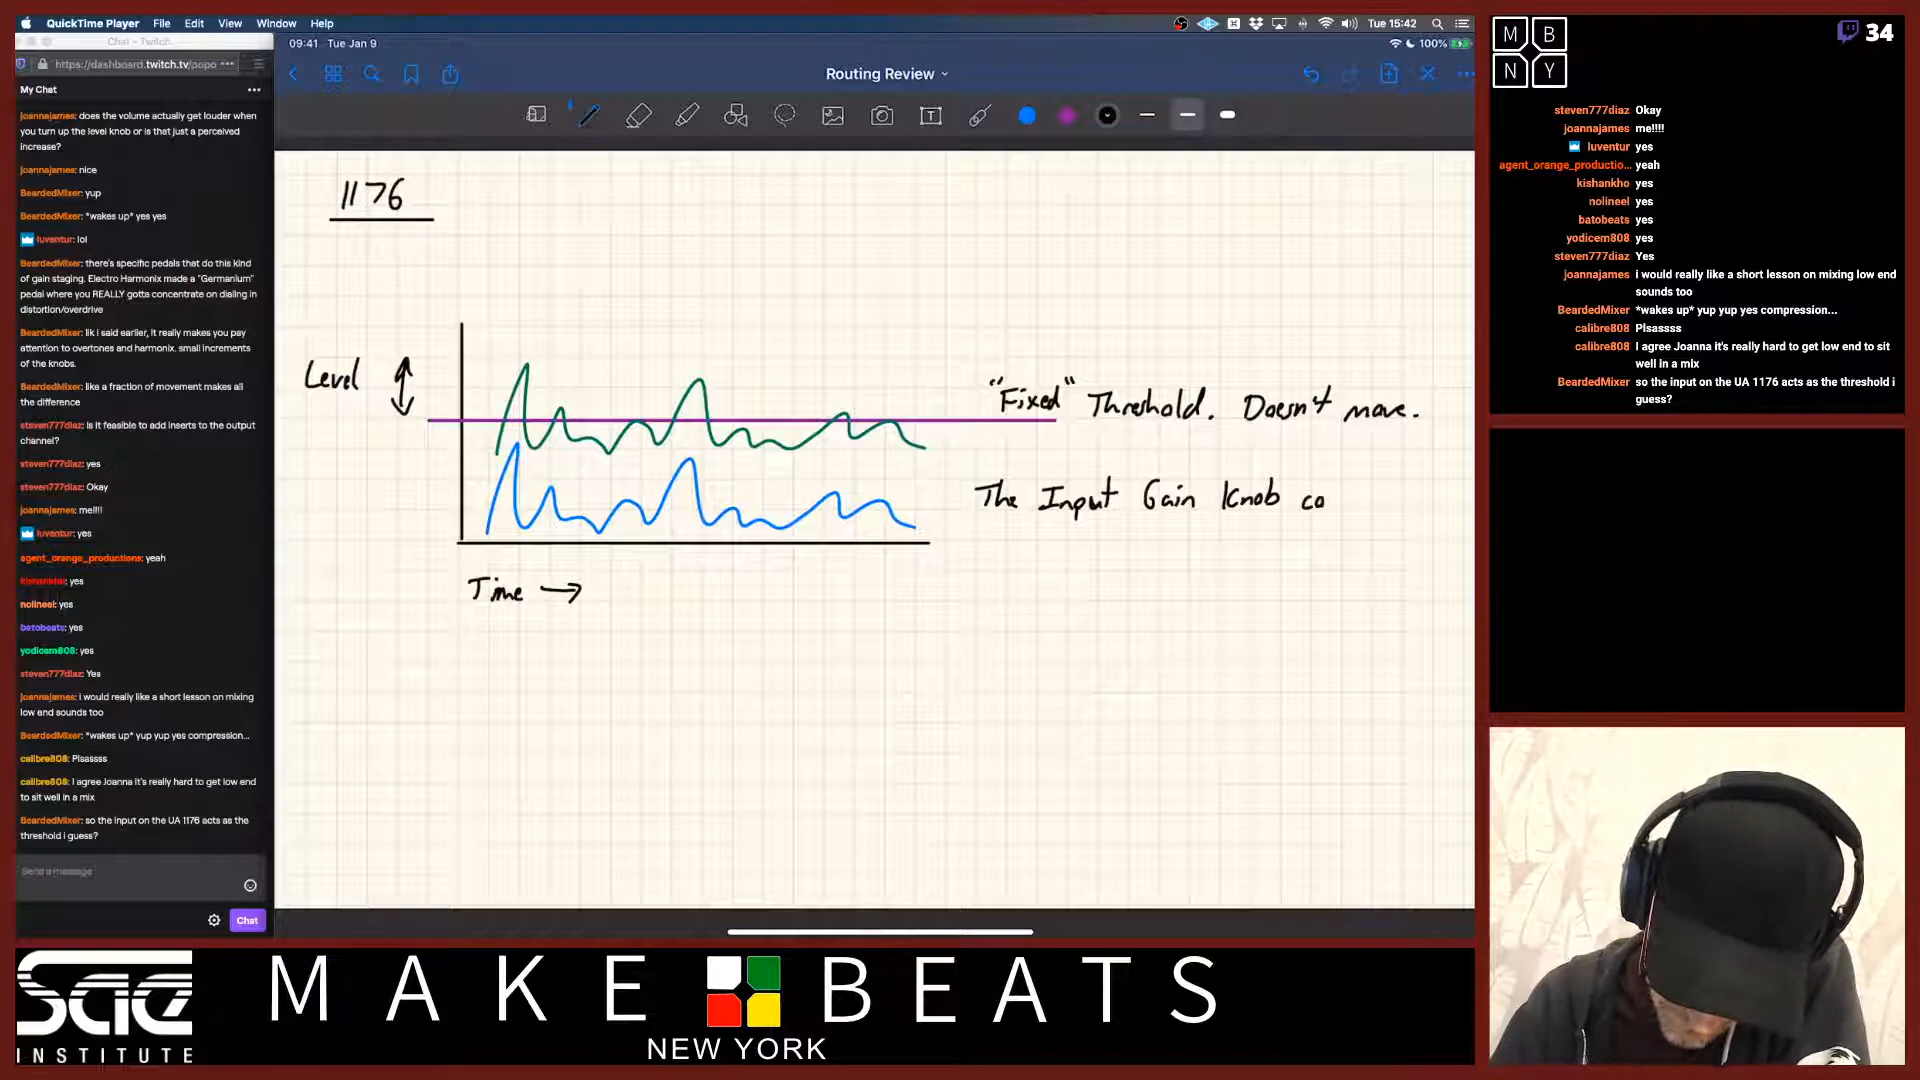 QuickTime Player File Edit View Window Help
Tue 15:42
Chat – Twitch
https://dashboard.twitch.tv/popo
My Chat
joannajames: does the volume actually get louder when
you turn up the level knob or is that just a perceived
increase?
joannajames: nice
BeardedMixer: yup
BeardedMixer: *wakes up* yes yes
luventur: lol
BeardedMixer: there's specific pedals that do this kind
of gain staging. Electro Harmonix made a "Germanium"
pedal where you REALLY gotta concentrate on dialing in
distortion/overdrive
BeardedMixer: lik i said earlier, it really makes you pay
attention to overtones and harmonix. small increments
of the knobs.
BeardedMixer: like a fraction of movement makes all
the difference
steven777diaz: Is it feasible to add inserts to the output
channel?
steven777diaz: yes
steven777diaz: Okay
joannajames: me!!!!
luventur: yes
agent_orange_productions: yeah
kishankho: yes
nolineel: yes
batobeats: yes
yodicem808: yes
steven777diaz: Yes
joannajames: i would really like a short lesson on mixing
low end sounds too
BeardedMixer: *wakes up* yup yup yes compression...
calibre808: Plsassss
calibre808: I agree Joanna it's really hard to get low end
to sit well in a mix
BeardedMixer: so the input on the UA 1176 acts as the
threshold i guess?
Send a message
Chat
09:41 Tue Jan 9
100%
Routing Review
1176
Level
"Fixed" Threshold. Doesn't move.
The Input Gain Knob co
Time →
M B
N Y
34
steven777diaz Okay
joannajames me!!!!
luventur yes
agent_orange_productio... yeah
kishankho yes
nolineel yes
batobeats yes
yodicem808 yes
steven777diaz Yes
joannajames i would really like a short lesson on mixing low end
sounds too
BeardedMixer *wakes up* yup yup yes compression...
calibre808 Plsassss
calibre808 I agree Joanna it's really hard to get low end to sit
well in a mix
BeardedMixer so the input on the UA 1176 acts as the threshold i
guess?
sae
INSTITUTE
MAKE BEATS
NEW YORK